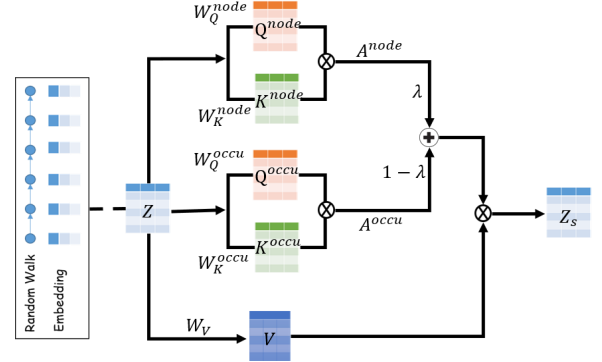 Random Walk
Embedding
Z
W_Q^{node}
Q^{node}
W_K^{node}
K^{node}
A^{node}
λ
W_Q^{occu}
Q^{occu}
W_K^{occu}
K^{occu}
A^{occu}
1 − λ
W_V
V
Z_s